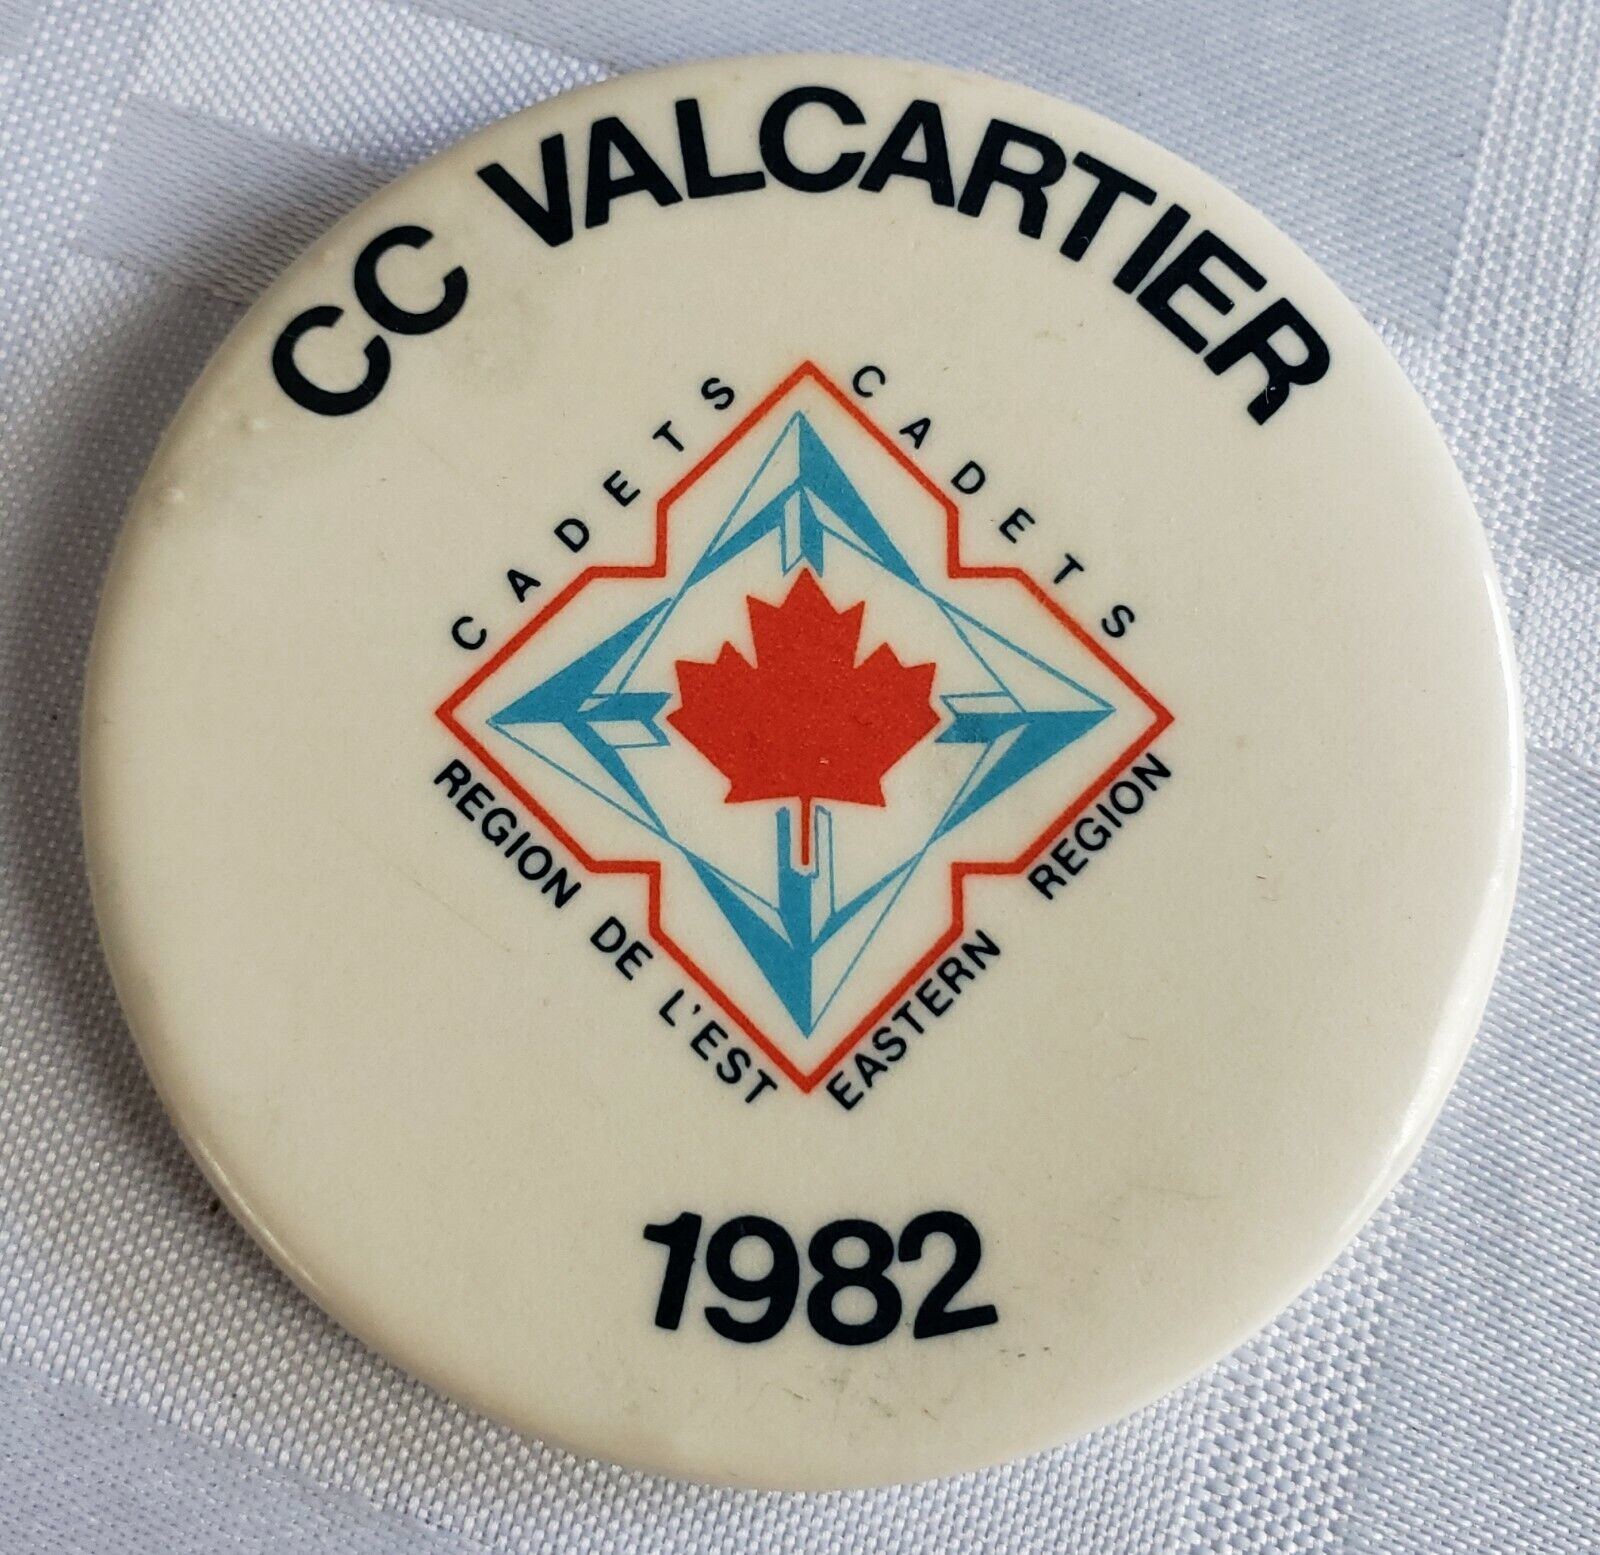 CC VALCARTIER
CADETS
CADETS
REGION DE L'EST
EASTERN REGION
1982